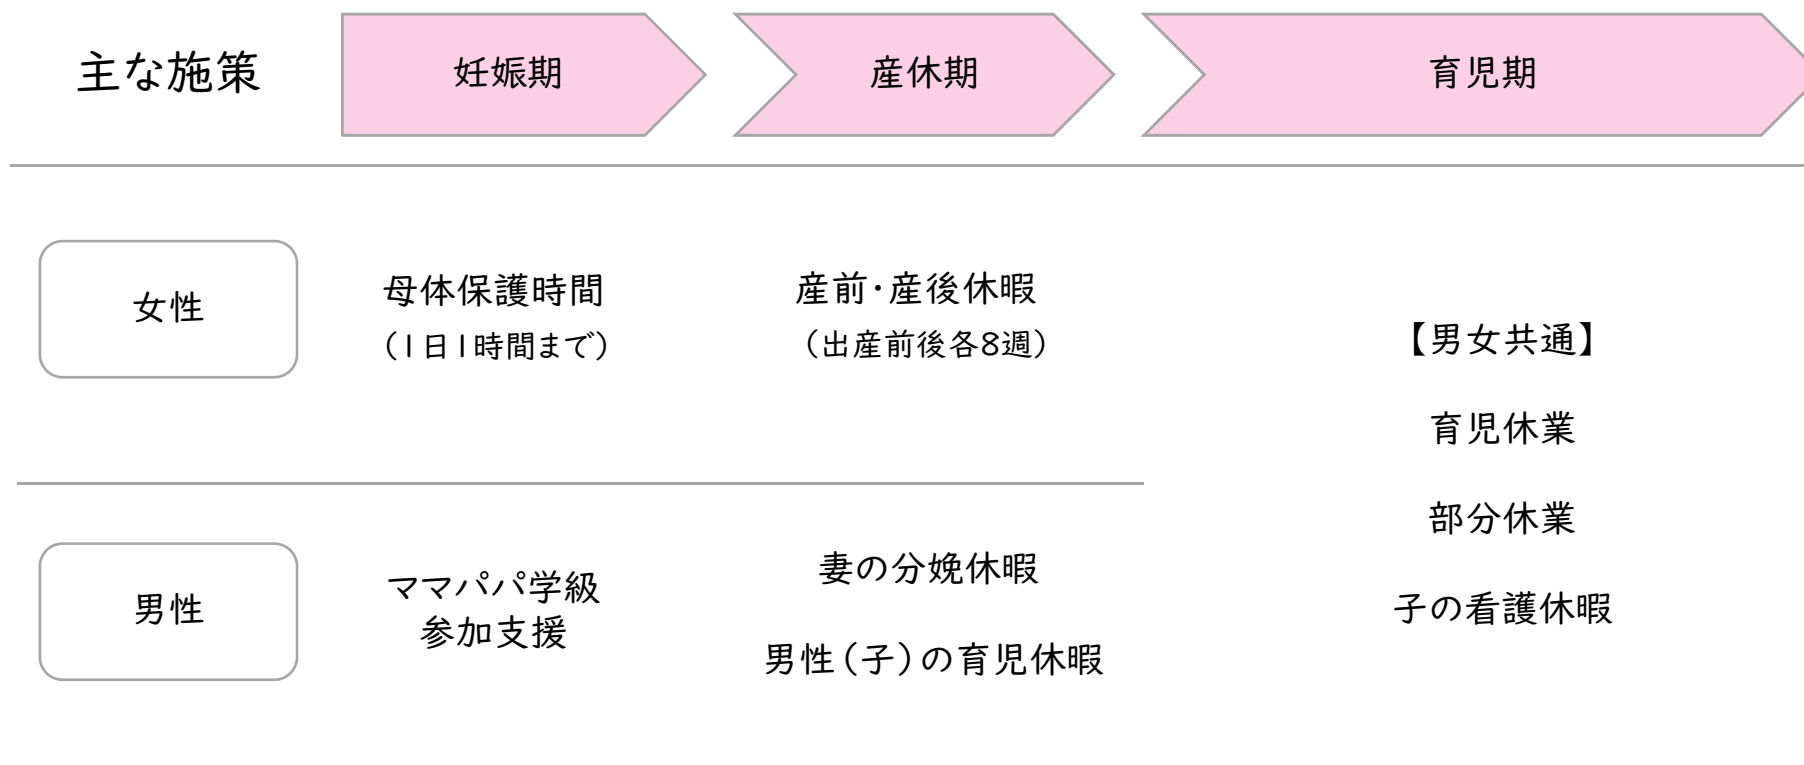 主な施策
妊娠期
産休期
育児期
女性
母体保護時間
（1日1時間まで）
産前・産後休暇
（出産前後各8週）
男性
ママパパ学級
参加支援
妻の分娩休暇
男性（子）の育児休暇
【男女共通】
育児休業
部分休業
子の看護休暇